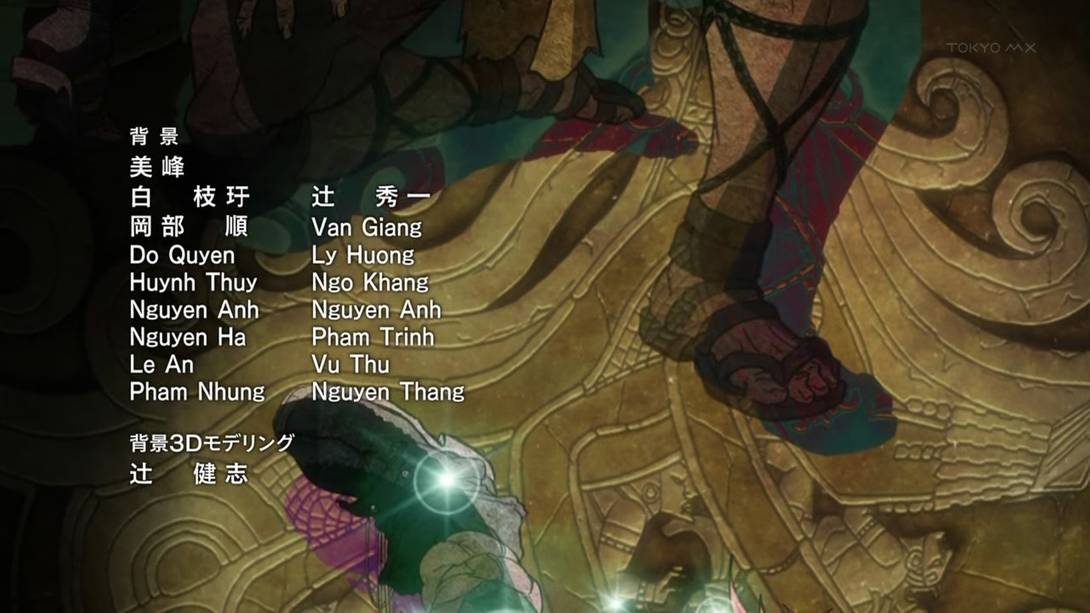 TOKYO MX
背景
美峰
白 枝玗 辻 秀一
岡部 順 Van Giang
Do Quyen Ly Huong
Huynh Thuy Ngo Khang
Nguyen Anh Nguyen Anh
Nguyen Ha Pham Trinh
Le An Vu Thu
Pham Nhung Nguyen Thang
背景3Dモデリング
辻 健志